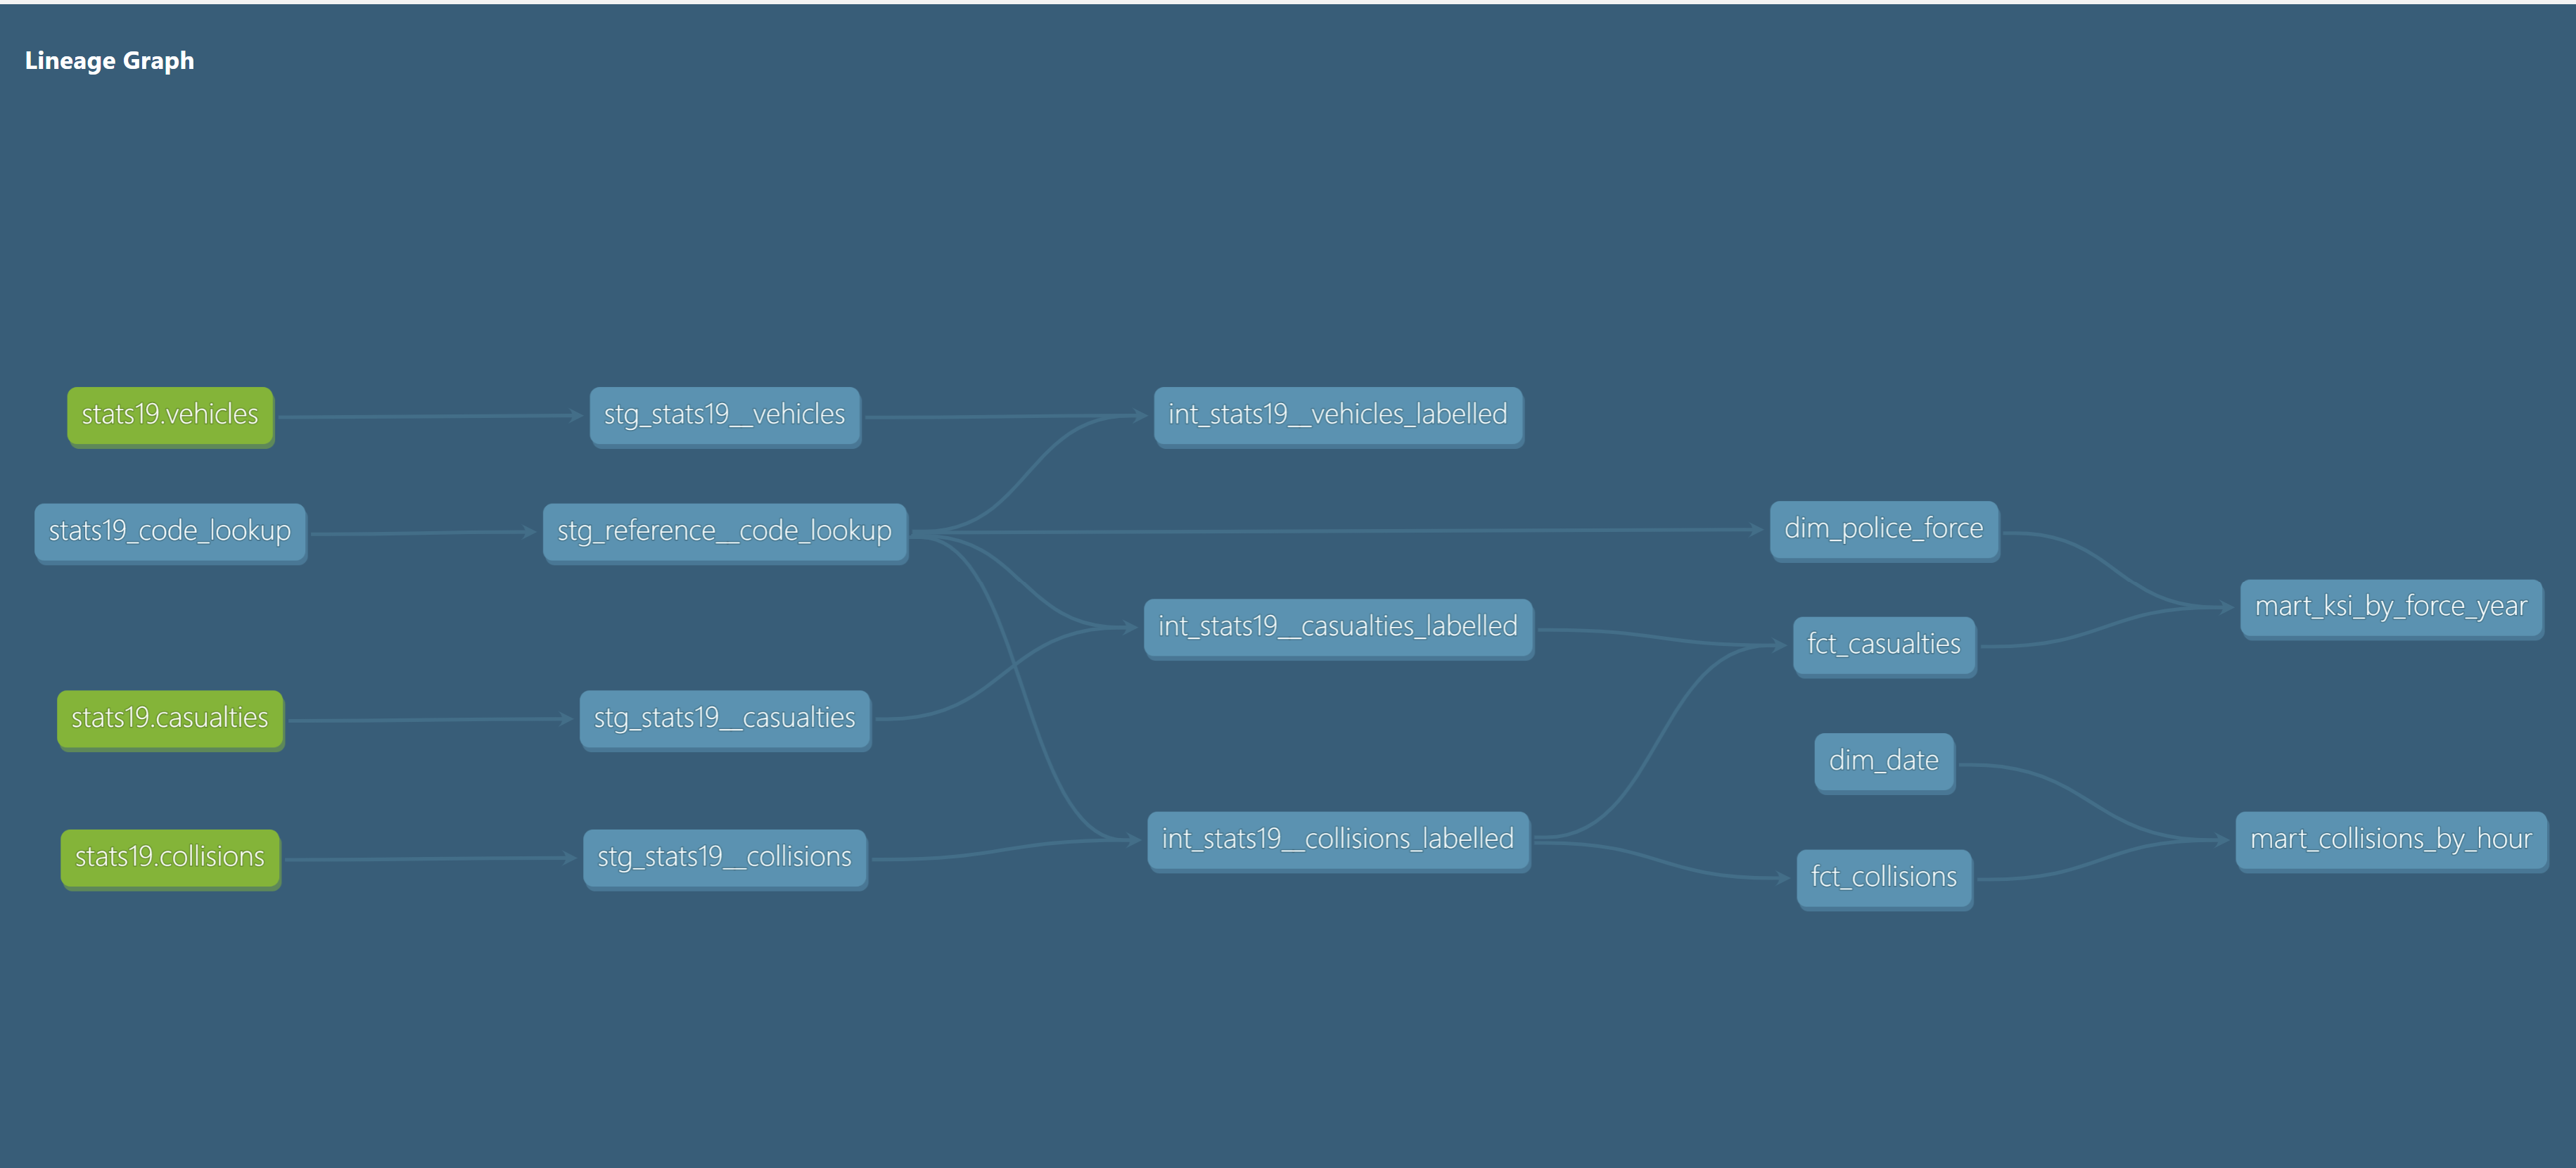 Lineage Graph
stats19.vehicles
stg_stats19__vehicles
int_stats19__vehicles_labelled
stats19_code_lookup
stg_reference__code_lookup
dim_police_force
mart_ksi_by_force_year
int_stats19__casualties_labelled
fct_casualties
stats19.casualties
stg_stats19__casualties
dim_date
int_stats19__collisions_labelled
mart_collisions_by_hour
stats19.collisions
stg_stats19__collisions
fct_collisions